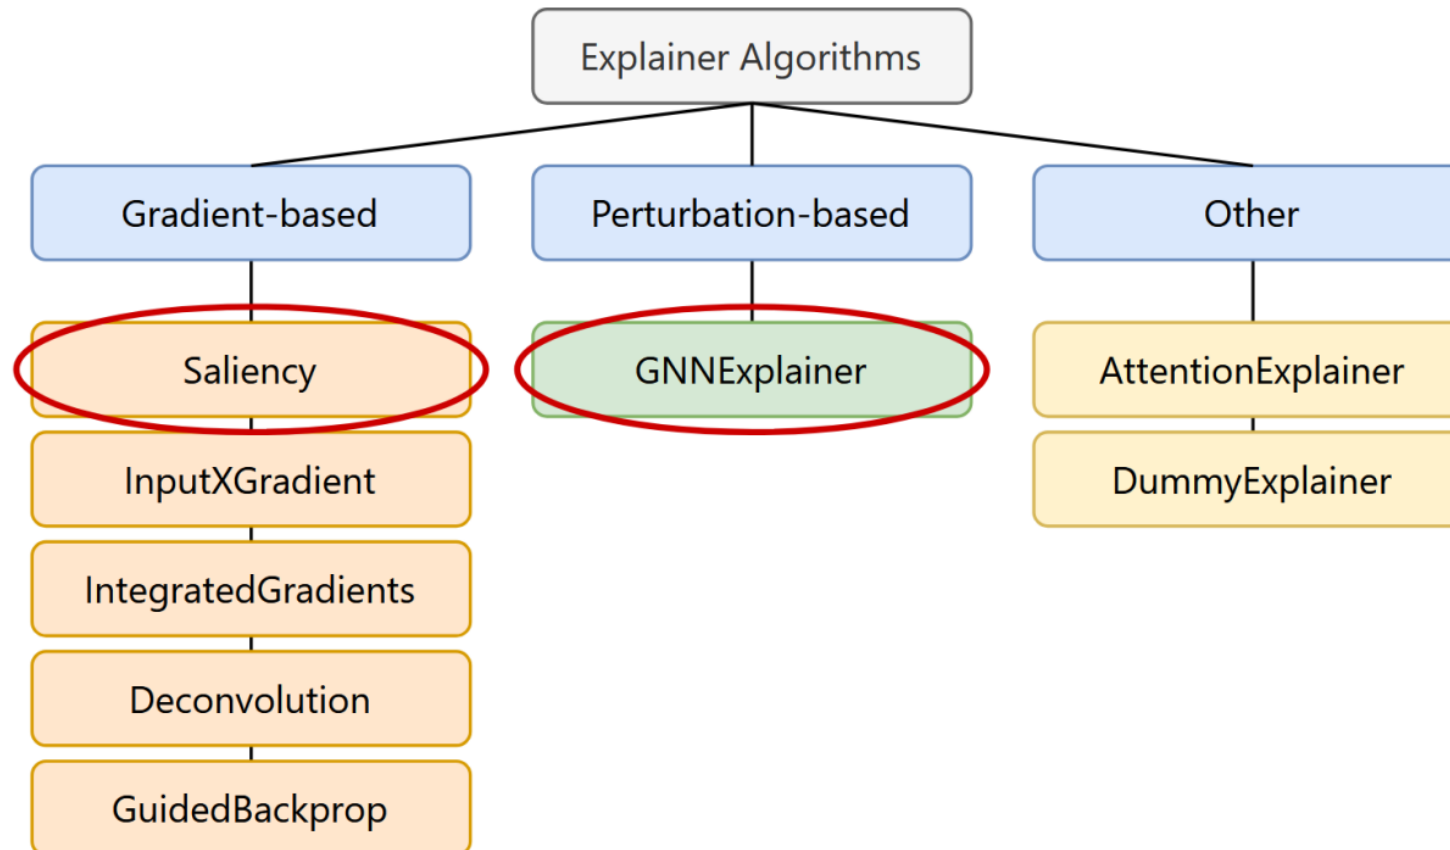 Explainer Algorithms
Gradient-based
Perturbation-based
Other
Saliency
GNNExplainer
AttentionExplainer
InputXGradient
DummyExplainer
IntegratedGradients
Deconvolution
GuidedBackprop